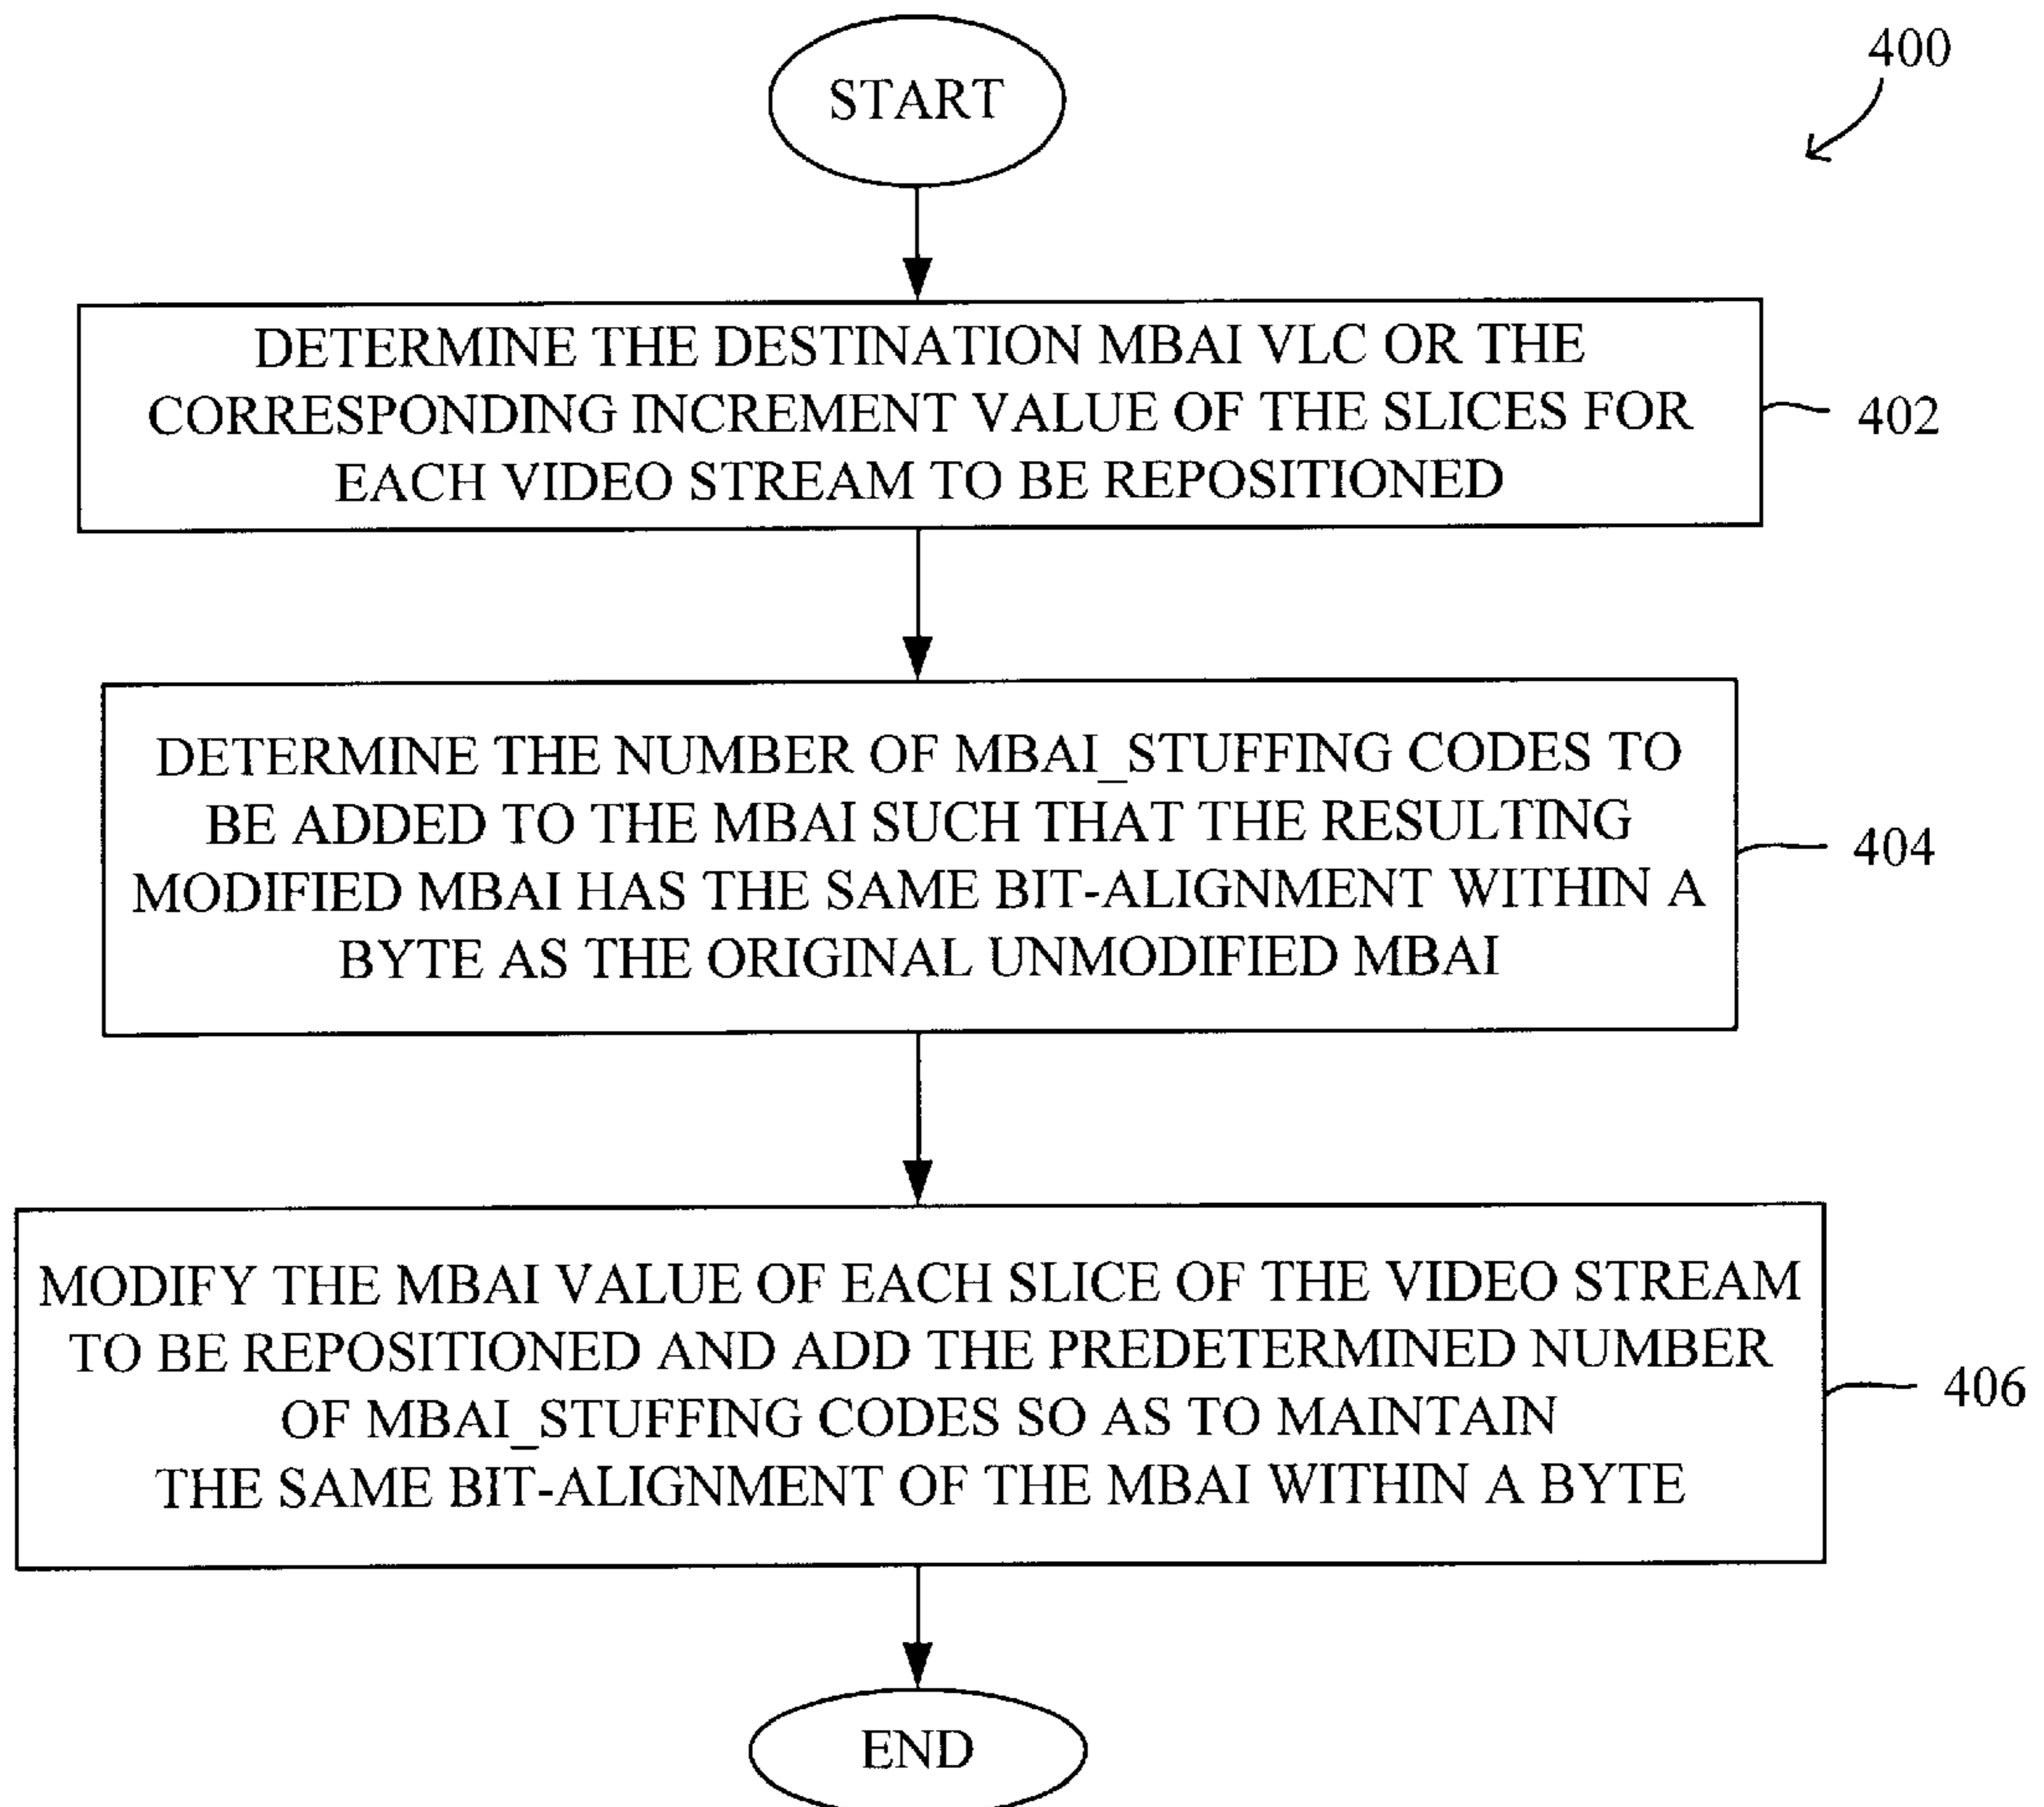 400
START
DETERMINE THE DESTINATION MBAI VLC OR THE
CORRESPONDING INCREMENT VALUE OF THE SLICES FOR
EACH VIDEO STREAM TO BE REPOSITIONED
402
DETERMINE THE NUMBER OF MBAI_STUFFING CODES TO
BE ADDED TO THE MBAI SUCH THAT THE RESULTING
MODIFIED MBAI HAS THE SAME BIT-ALIGNMENT WITHIN A
BYTE AS THE ORIGINAL UNMODIFIED MBAI
404
MODIFY THE MBAI VALUE OF EACH SLICE OF THE VIDEO STREAM
TO BE REPOSITIONED AND ADD THE PREDETERMINED NUMBER
OF MBAI_STUFFING CODES SO AS TO MAINTAIN
THE SAME BIT-ALIGNMENT OF THE MBAI WITHIN A BYTE
406
END